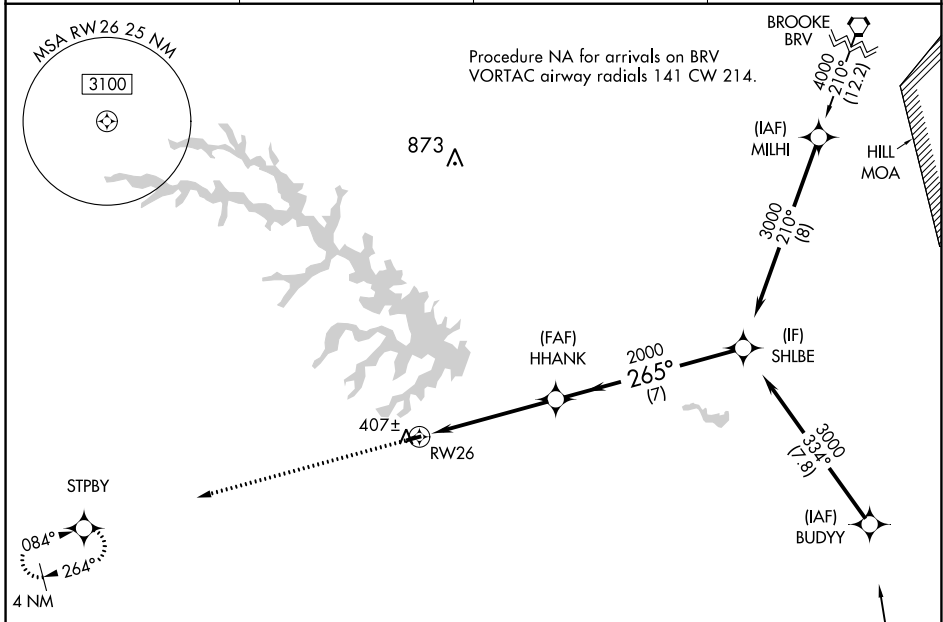 MSA RW26 25 NM
3100
Procedure NA for arrivals on BRV
VORTAC airway radials 141 CW 214.
BROOKE
BRV
4000
210°
(12.2)
(IAF)
MILHI
HILL
MOA
873
3000
210°
(8)
(FAF)
HHANK
2000
265°
(7)
(IF)
SHLBE
407±
RW26
3000
334°
(7.8)
STPBY
084°
264°
4 NM
(IAF)
BUDYY